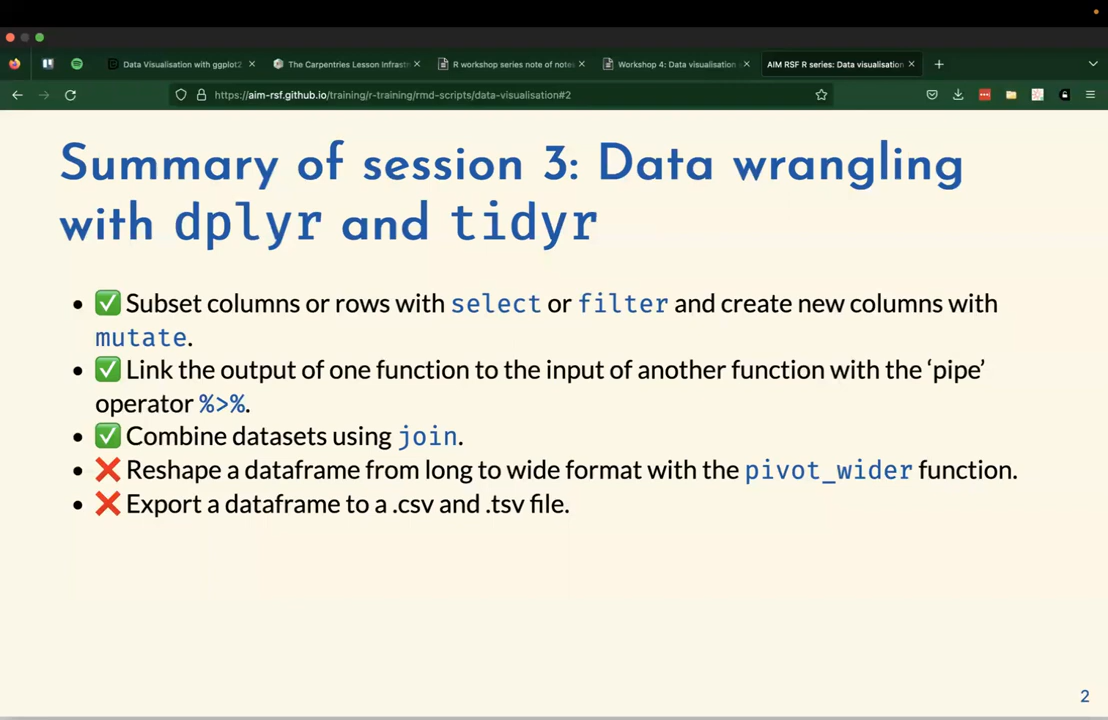 Data Visualisation with ggplot2
The Carpentries Lesson Infrastr
R workshop series note of note
Workshop 4: Data visualisation
AIM RSF R series: Data visualisation
https://aim-rsf.github.io/training/r-training/rmd-scripts/data-visualisation#2
Summary of session 3: Data wrangling
with dplyr and tidyr
• ✅ Subset columns or rows with select or filter and create new columns with
mutate.
• ✅ Link the output of one function to the input of another function with the ‘pipe’
operator %>%.
• ✅ Combine datasets using join.
• ❌ Reshape a dataframe from long to wide format with the pivot_wider function.
• ❌ Export a dataframe to a .csv and .tsv file.
2